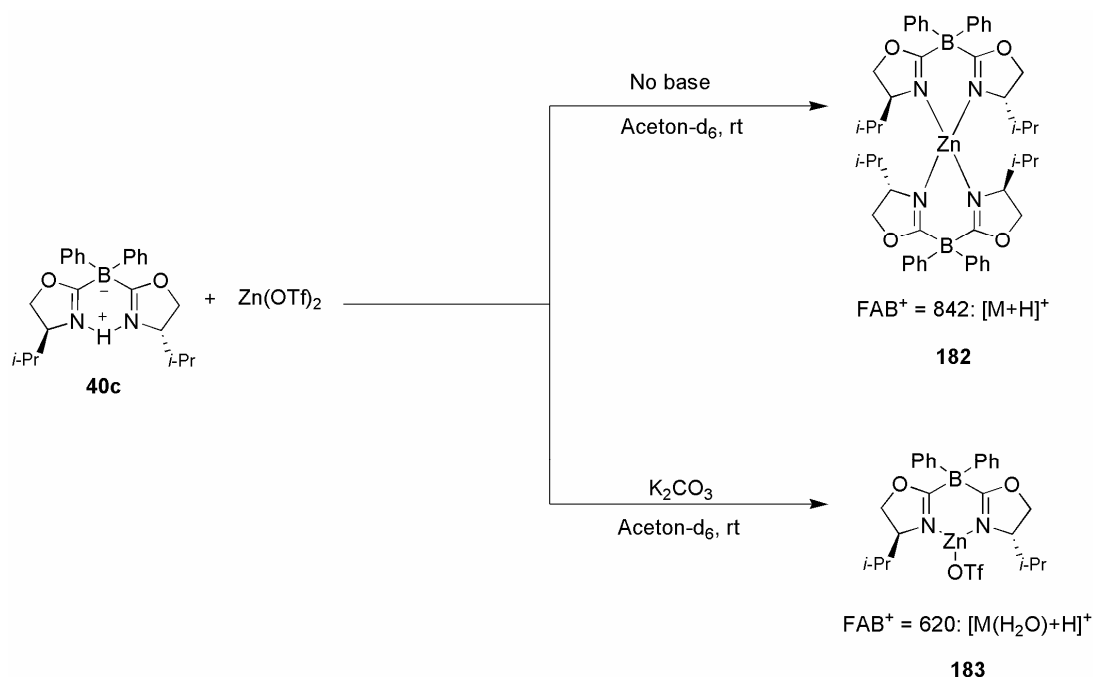 Ph Ph
O B O
N N
i-Pr i-Pr
Zn
i-Pr i-Pr
N N
O B O
Ph Ph
FAB⁺ = 842: [M+H]⁺
182
No base
Aceton-d₆, rt
Ph Ph
O B O
−
+
N H N
i-Pr i-Pr
40c
+ Zn(OTf)₂
K₂CO₃
Aceton-d₆, rt
Ph Ph
O B O
N Zn N
i-Pr OTf i-Pr
FAB⁺ = 620: [M(H₂O)+H]⁺
183